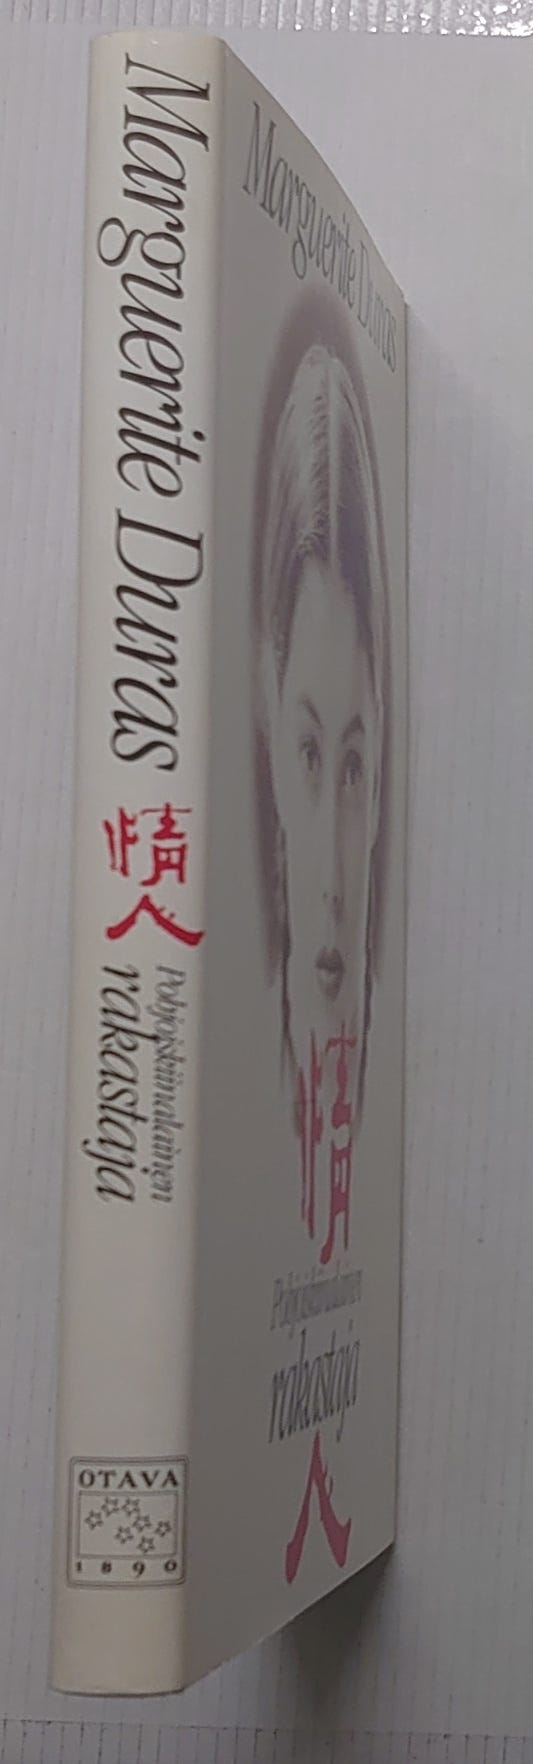 Marguerite Duras
情人
Pohjoiskiinalainen
rakastaja
OTAVA
1890
Marguerite Duras
情
Pohjoiskiinalainen
rakastaja
人